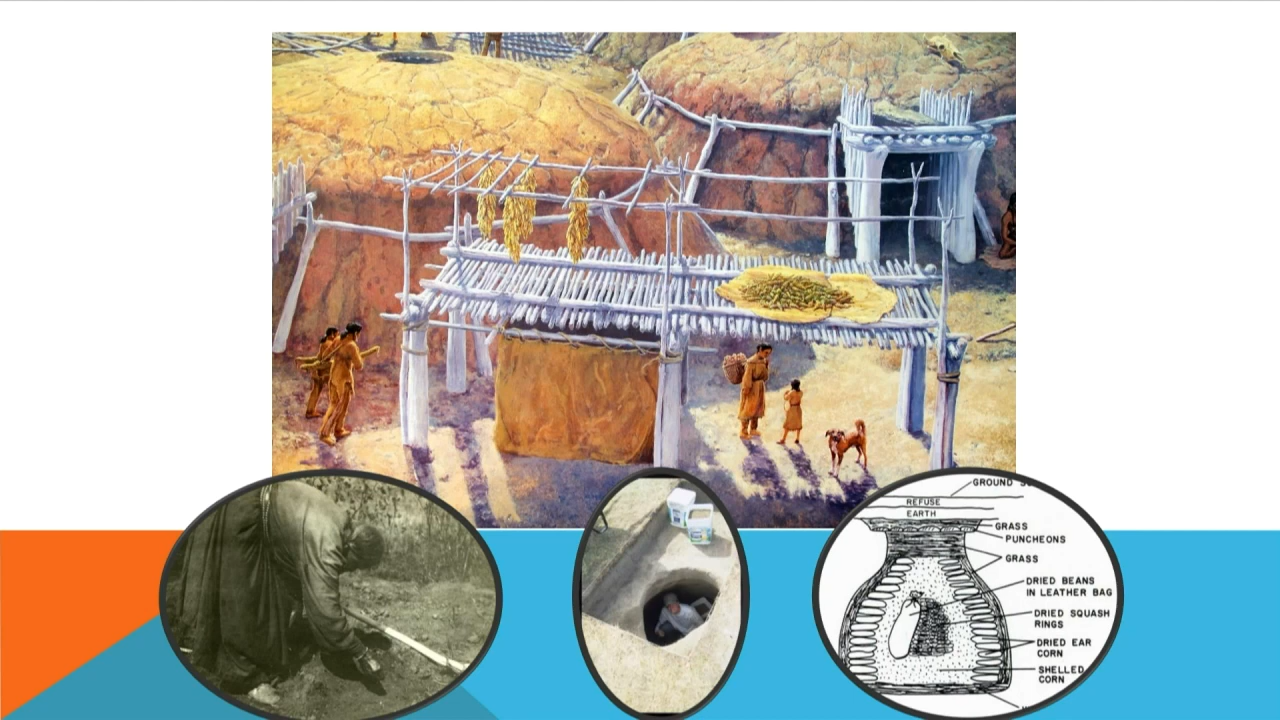 GROUND
REFUSE
EARTH
GRASS
PUNCHEONS
GRASS
DRIED BEANS
IN LEATHER BAG
DRIED SQUASH
RINGS
DRIED EAR
CORN
SHELLED
CORN